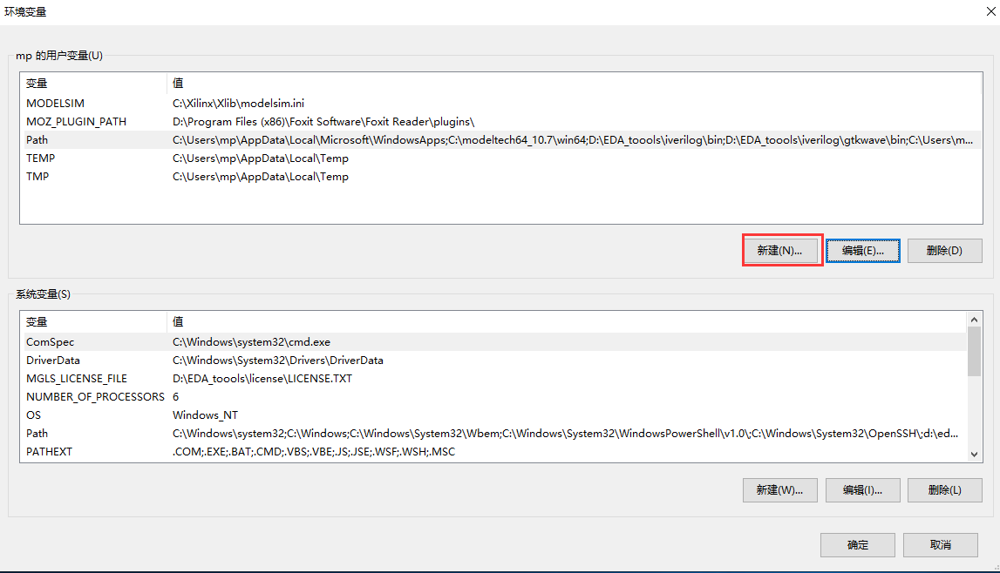 环境变量
mp 的用户变量(U)
变量 值
MODELSIM C:\Xilinx\Xlib\modelsim.ini
MOZ_PLUGIN_PATH D:\Program Files (x86)\Foxit Software\Foxit Reader\plugins\
Path C:\Users\mp\AppData\Local\Microsoft\WindowsApps;C:\modeltech64_10.7\win64;D:\EDA_toools\iverilog\bin;D:\EDA_toools\iverilog\gtkwave\bin;C:\Users\m...
TEMP C:\Users\mp\AppData\Local\Temp
TMP C:\Users\mp\AppData\Local\Temp
新建(N)... 编辑(E)... 删除(D)
系统变量(S)
变量 值
ComSpec C:\Windows\system32\cmd.exe
DriverData C:\Windows\System32\Drivers\DriverData
MGLS_LICENSE_FILE D:\EDA_toools\license\LICENSE.TXT
NUMBER_OF_PROCESSORS 6
OS Windows_NT
Path C:\Windows\system32;C:\Windows;C:\Windows\System32\Wbem;C:\Windows\System32\WindowsPowerShell\v1.0\;C:\Windows\System32\OpenSSH\;d:\ed...
PATHEXT .COM;.EXE;.BAT;.CMD;.VBS;.VBE;.JS;.JSE;.WSF;.WSH;.MSC
新建(W)... 编辑(I)... 删除(L)
确定 取消